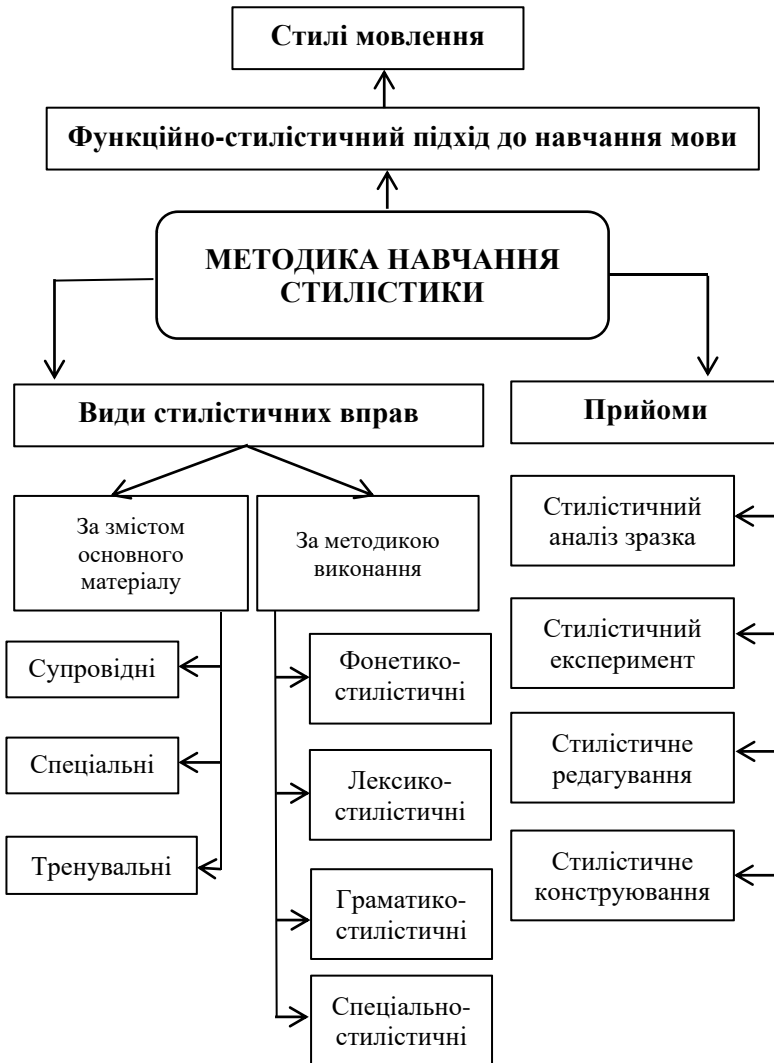 Стилі мовлення
Функційно-стилістичний підхід до навчання мови
МЕТОДИКА НАВЧАННЯ
СТИЛІСТИКИ
Види стилістичних вправ
Прийоми
За змістом
основного
матеріалу
За методикою
виконання
Супровідні
Спеціальні
Тренувальні
Фонетико-
стилістичні
Лексико-
стилістичні
Граматико-
стилістичні
Спеціально-
стилістичні
Стилістичний
аналіз зразка
Стилістичний
експеримент
Стилістичне
редагування
Стилістичне
конструювання